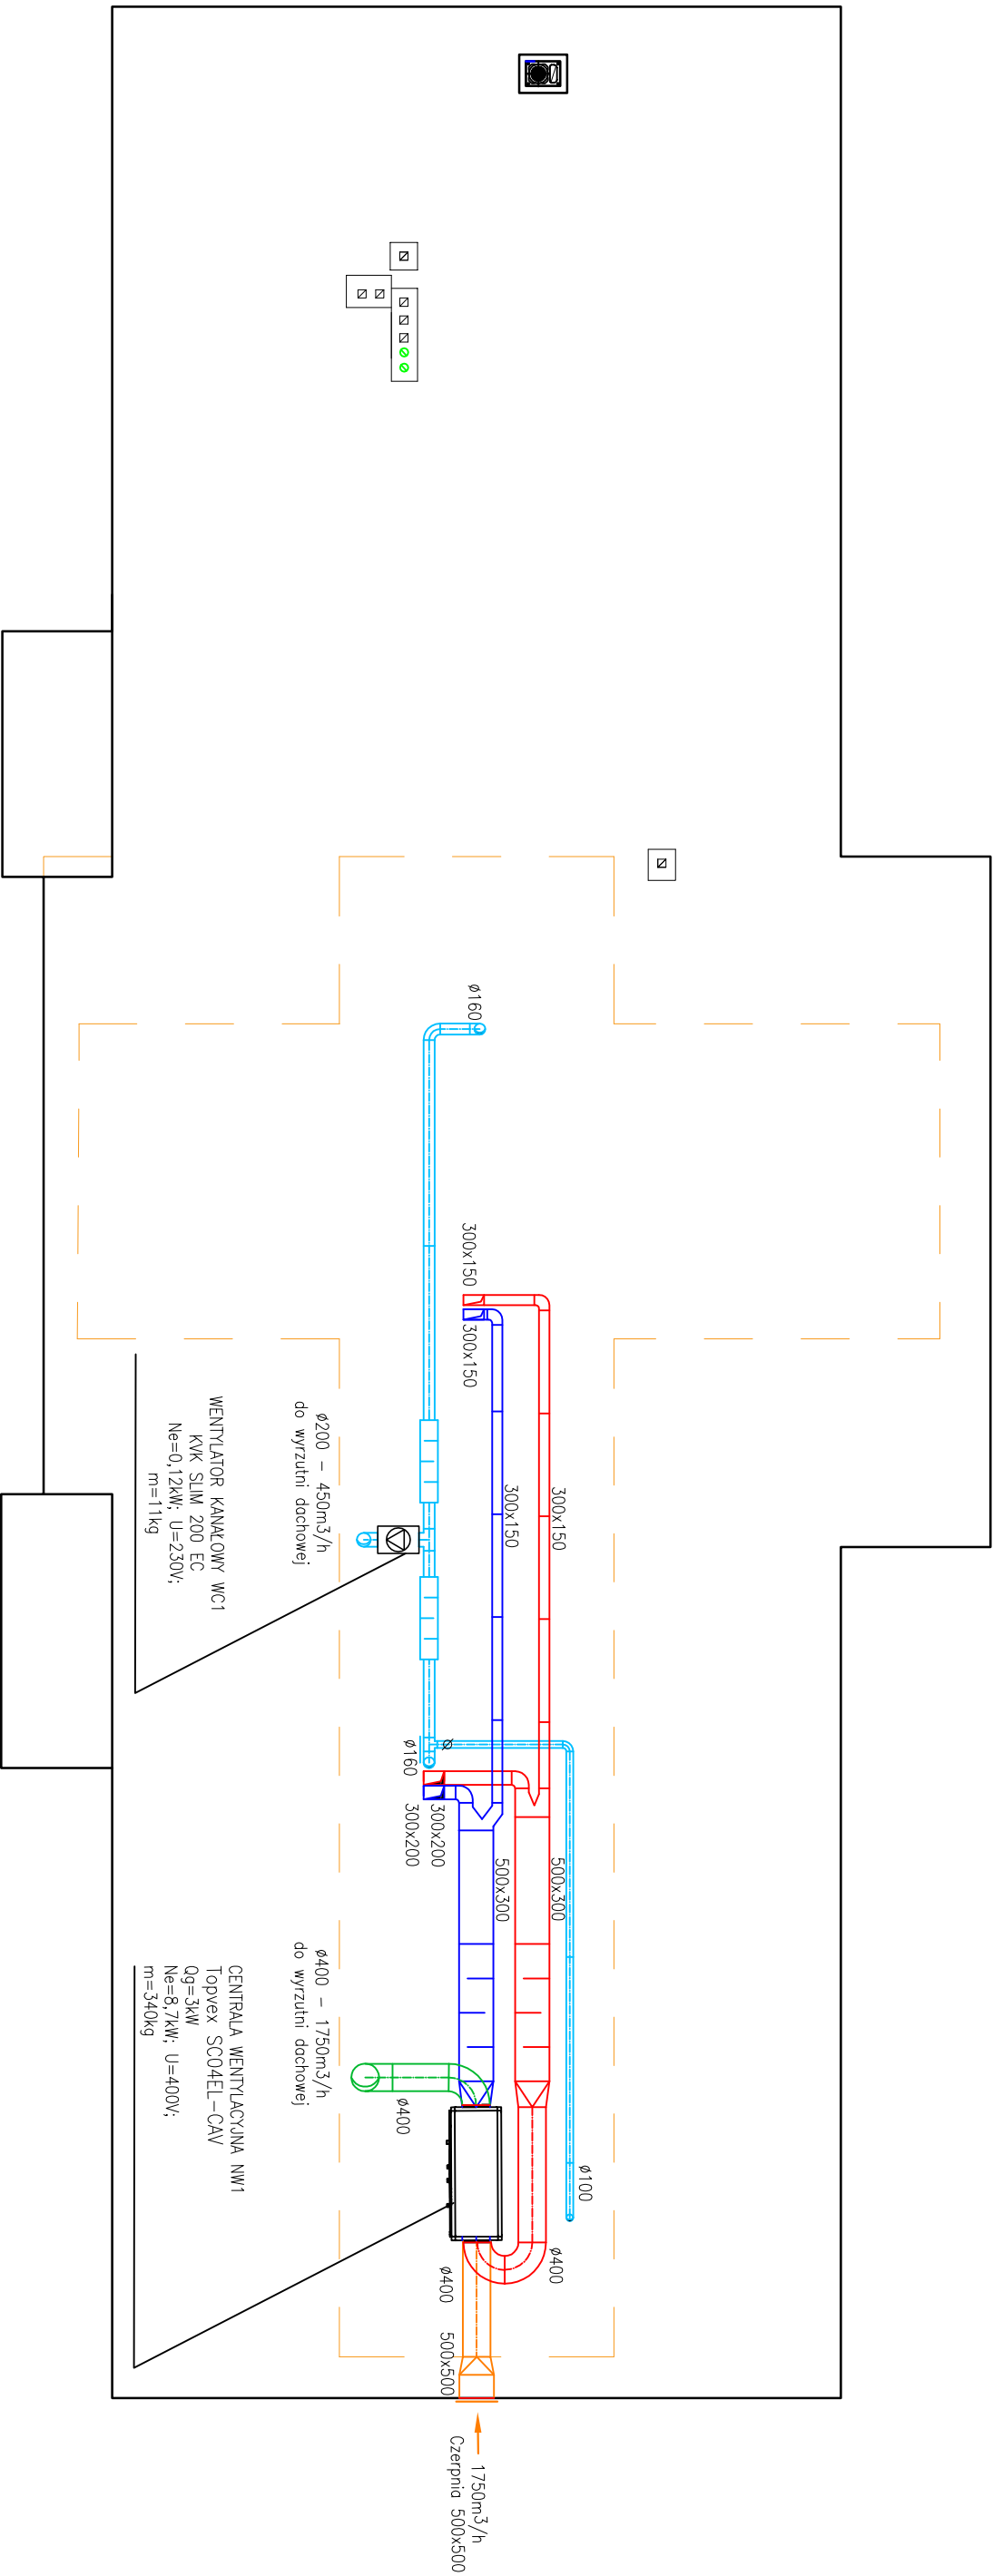 Ø160
300x150
300x150
300x150
300x150
Ø200 - 450m3/h
do wyrzutni dachowej
WENTYLATOR KANAŁOWY WC1
KVK SLIM 200 EC
Ne=0,12kW; U=230V;
m=11kg
Ø160
300x200
300x200
500x300
500x300
Ø400 - 1750m3/h
do wyrzutni dachowej
CENTRALA WENTYLACYJNA NW1
Topvex SC04EL-CAV
Qg=3kW
Ne=8,7kW; U=400V;
m=340kg
Ø400
Ø100
Ø400
Ø400
500x500
1750m3/h
Czerpnia 500x500